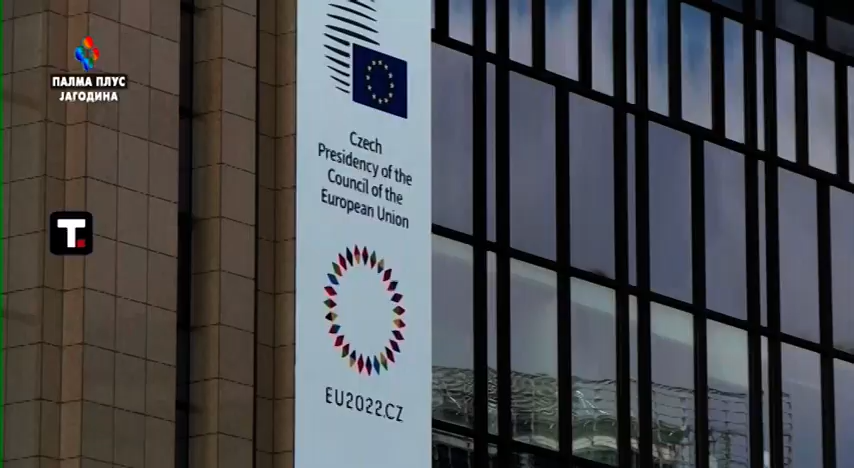 ПАЛМА ПЛУС
ЈАГОДИНА
T.
Czech
Presidency of the
Council of the
European Union
EU2022.CZ